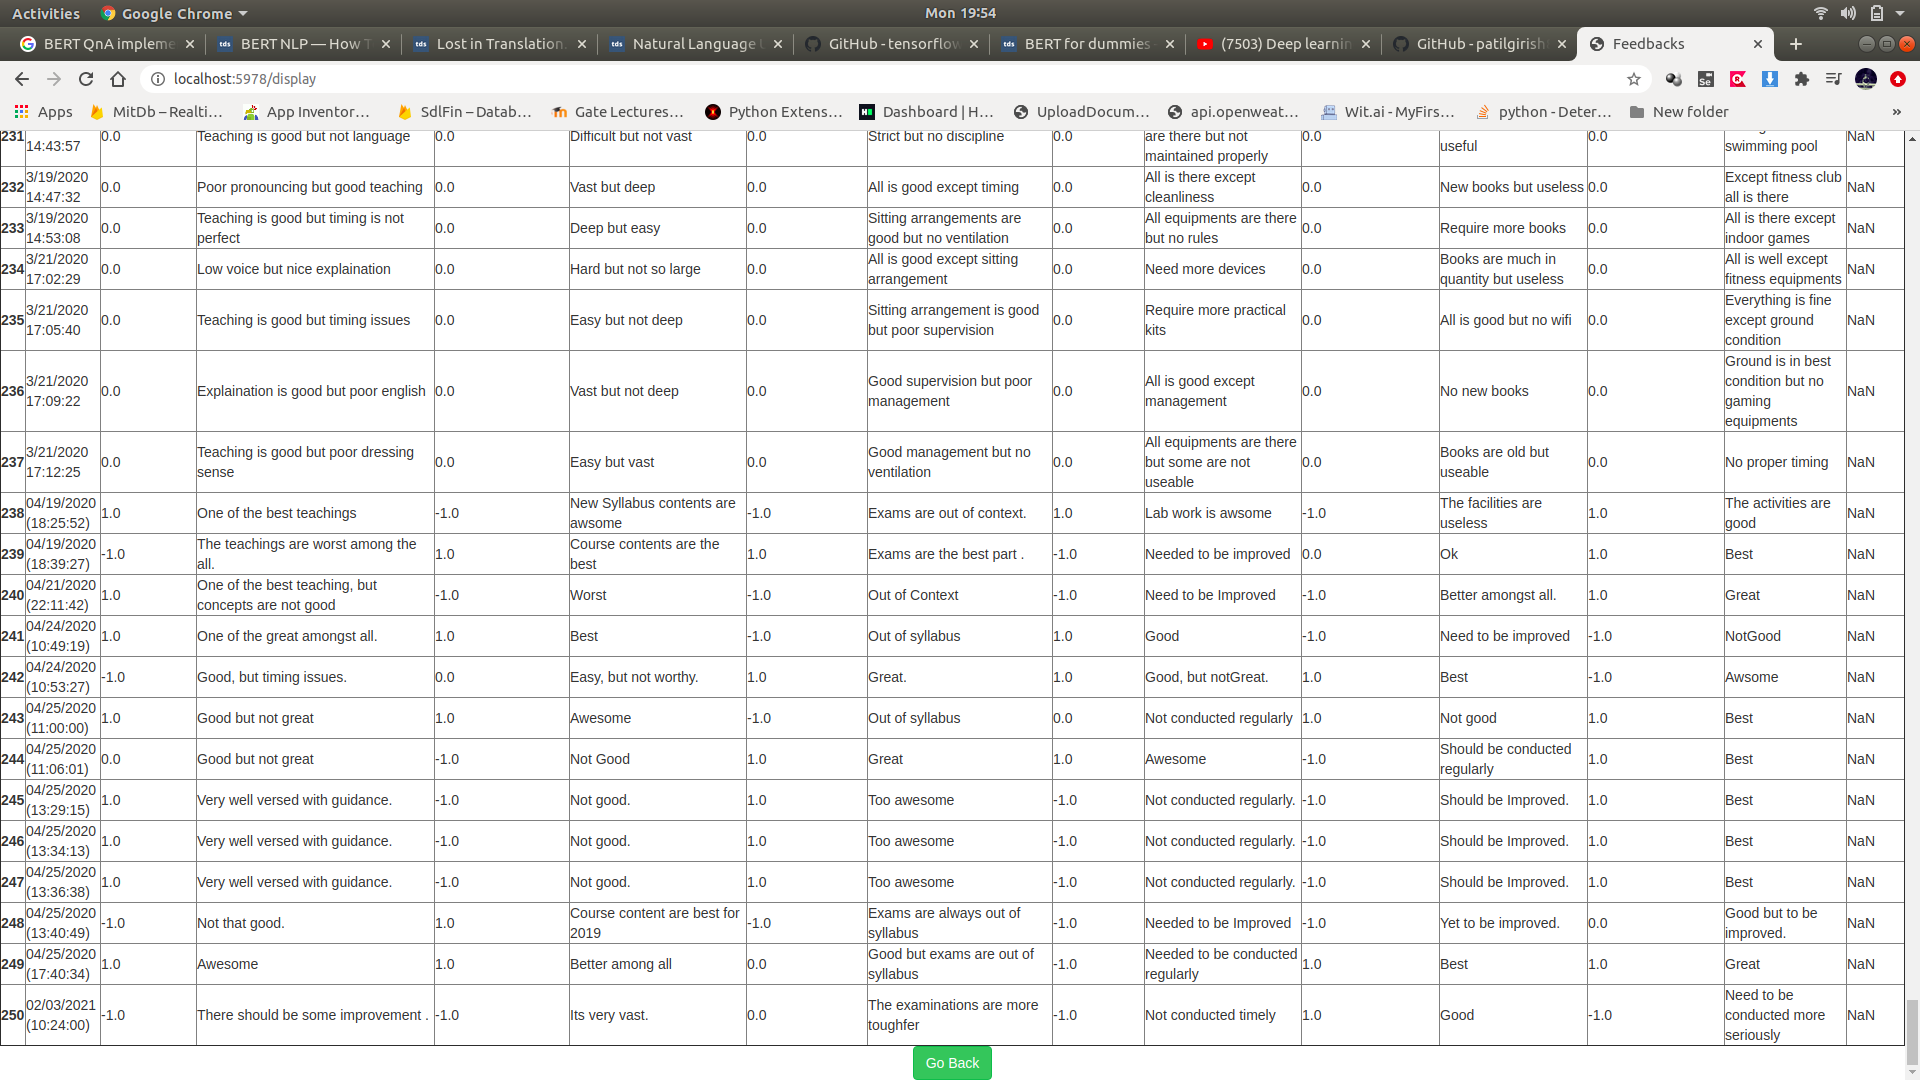 Activities Google Chrome Mon 19:54
BERT QnA impleme BERT NLP — How T Lost in Translation. Natural Language U GitHub - tensorflow BERT for dummies - (7503) Deep learnin GitHub - patilgirish Feedbacks
localhost:5978/display
Apps MitDb – Realti… App Inventor… SdlFin – Datab… Gate Lectures… Python Extens… Dashboard | H… UploadDocum… api.openweat… Wit.ai - MyFirs… python - Deter… New folder »
231 14:43:57 0.0 Teaching is good but not language 0.0 Difficult but not vast 0.0 Strict but no discipline 0.0 are there but not maintained properly 0.0 useful 0.0 swimming pool NaN
232 3/19/2020 14:47:32 0.0 Poor pronouncing but good teaching 0.0 Vast but deep 0.0 All is good except timing 0.0 All is there except cleanliness 0.0 New books but useless 0.0 Except fitness club all is there NaN
233 3/19/2020 14:53:08 0.0 Teaching is good but timing is not perfect 0.0 Deep but easy 0.0 Sitting arrangements are good but no ventilation 0.0 All equipments are there but no rules 0.0 Require more books 0.0 All is there except indoor games NaN
234 3/21/2020 17:02:29 0.0 Low voice but nice explaination 0.0 Hard but not so large 0.0 All is good except sitting arrangement 0.0 Need more devices 0.0 Books are much in quantity but useless 0.0 All is well except fitness equipments NaN
235 3/21/2020 17:05:40 0.0 Teaching is good but timing issues 0.0 Easy but not deep 0.0 Sitting arrangement is good but poor supervision 0.0 Require more practical kits 0.0 All is good but no wifi 0.0 Everything is fine except ground condition NaN
236 3/21/2020 17:09:22 0.0 Explaination is good but poor english 0.0 Vast but not deep 0.0 Good supervision but poor management 0.0 All is good except management 0.0 No new books 0.0 Ground is in best condition but no gaming equipments NaN
237 3/21/2020 17:12:25 0.0 Teaching is good but poor dressing sense 0.0 Easy but vast 0.0 Good management but no ventilation 0.0 All equipments are there but some are not useable 0.0 Books are old but useable 0.0 No proper timing NaN
238 04/19/2020 (18:25:52) 1.0 One of the best teachings -1.0 New Syllabus contents are awsome -1.0 Exams are out of context. 1.0 Lab work is awsome -1.0 The facilities are useless 1.0 The activities are good NaN
239 04/19/2020 (18:39:27) -1.0 The teachings are worst among the all. 1.0 Course contents are the best 1.0 Exams are the best part . -1.0 Needed to be improved 0.0 Ok 1.0 Best NaN
240 04/21/2020 (22:11:42) 1.0 One of the best teaching, but concepts are not good -1.0 Worst -1.0 Out of Context -1.0 Need to be Improved -1.0 Better amongst all. 1.0 Great NaN
241 04/24/2020 (10:49:19) 1.0 One of the great amongst all. 1.0 Best -1.0 Out of syllabus 1.0 Good -1.0 Need to be improved -1.0 NotGood NaN
242 04/24/2020 (10:53:27) -1.0 Good, but timing issues. 0.0 Easy, but not worthy. 1.0 Great. 1.0 Good, but notGreat. 1.0 Best -1.0 Awsome NaN
243 04/25/2020 (11:00:00) 1.0 Good but not great 1.0 Awesome -1.0 Out of syllabus 0.0 Not conducted regularly 1.0 Not good 1.0 Best NaN
244 04/25/2020 (11:06:01) 0.0 Good but not great -1.0 Not Good 1.0 Great 1.0 Awesome -1.0 Should be conducted regularly 1.0 Best NaN
245 04/25/2020 (13:29:15) 1.0 Very well versed with guidance. -1.0 Not good. 1.0 Too awesome -1.0 Not conducted regularly. -1.0 Should be Improved. 1.0 Best NaN
246 04/25/2020 (13:34:13) 1.0 Very well versed with guidance. -1.0 Not good. 1.0 Too awesome -1.0 Not conducted regularly. -1.0 Should be Improved. 1.0 Best NaN
247 04/25/2020 (13:36:38) 1.0 Very well versed with guidance. -1.0 Not good. 1.0 Too awesome -1.0 Not conducted regularly. -1.0 Should be Improved. 1.0 Best NaN
248 04/25/2020 (13:40:49) -1.0 Not that good. 1.0 Course content are best for 2019 -1.0 Exams are always out of syllabus -1.0 Needed to be Improved -1.0 Yet to be improved. 0.0 Good but to be improved. NaN
249 04/25/2020 (17:40:34) 1.0 Awesome 1.0 Better among all 0.0 Good but exams are out of syllabus -1.0 Needed to be conducted regularly 1.0 Best 1.0 Great NaN
250 02/03/2021 (10:24:00) -1.0 There should be some improvement . -1.0 Its very vast. 0.0 The examinations are more toughfer -1.0 Not conducted timely 1.0 Good -1.0 Need to be conducted more seriously NaN
Go Back